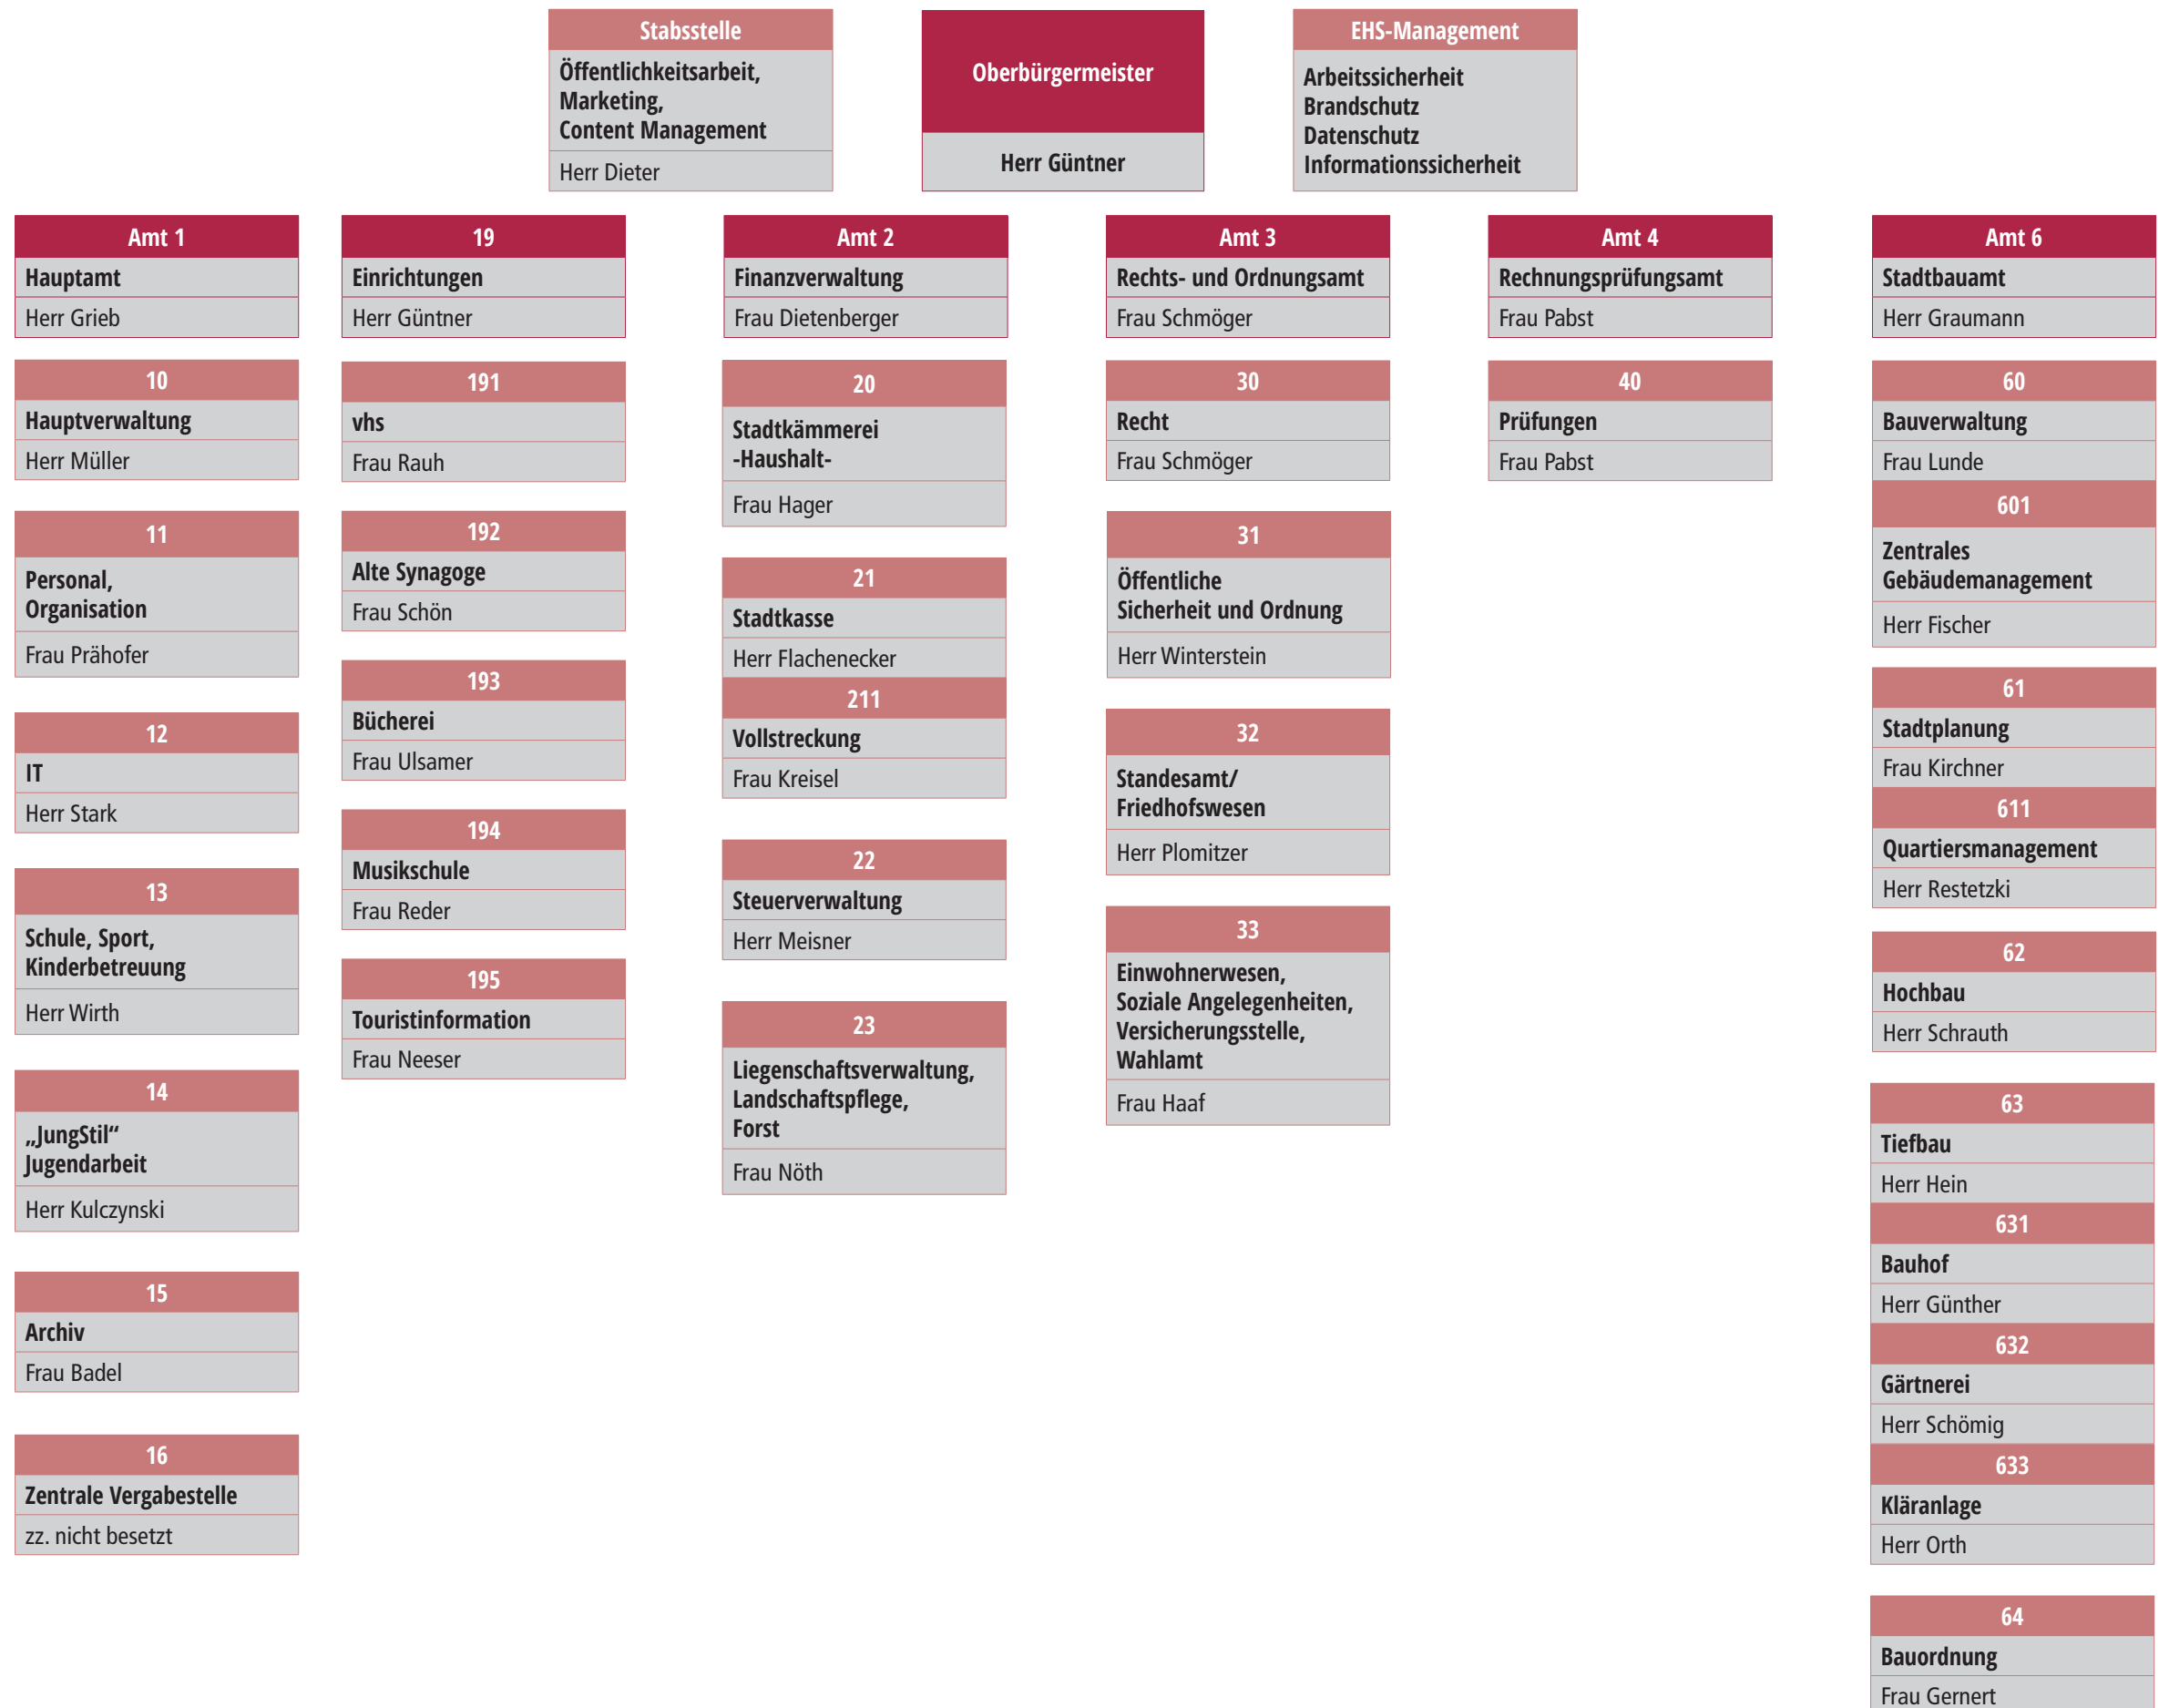 Stabsstelle
Öffentlichkeitsarbeit,
Marketing,
Content Management
Herr Dieter
Oberbürgermeister
Herr Güntner
EHS-Management
Arbeitssicherheit
Brandschutz
Datenschutz
Informationssicherheit
Amt 1
Hauptamt
Herr Grieb
10
Hauptverwaltung
Herr Müller
11
Personal,
Organisation
Frau Prähofer
12
IT
Herr Stark
13
Schule, Sport,
Kinderbetreuung
Herr Wirth
14
„JungStil“
Jugendarbeit
Herr Kulczynski
15
Archiv
Frau Badel
16
Zentrale Vergabestelle
zz. nicht besetzt
19
Einrichtungen
Herr Güntner
191
vhs
Frau Rauh
192
Alte Synagoge
Frau Schön
193
Bücherei
Frau Ulsamer
194
Musikschule
Frau Reder
195
Touristinformation
Frau Neeser
Amt 2
Finanzverwaltung
Frau Dietenberger
20
Stadtkämmerei
-Haushalt-
Frau Hager
21
Stadtkasse
Herr Flachenecker
211
Vollstreckung
Frau Kreisel
22
Steuerverwaltung
Herr Meisner
23
Liegenschaftsverwaltung,
Landschaftspflege,
Forst
Frau Nöth
Amt 3
Rechts- und Ordnungsamt
Frau Schmöger
30
Recht
Frau Schmöger
31
Öffentliche
Sicherheit und Ordnung
Herr Winterstein
32
Standesamt/
Friedhofswesen
Herr Plomitzer
33
Einwohnerwesen,
Soziale Angelegenheiten,
Versicherungsstelle,
Wahlamt
Frau Haaf
Amt 4
Rechnungsprüfungsamt
Frau Pabst
40
Prüfungen
Frau Pabst
Amt 6
Stadtbauamt
Herr Graumann
60
Bauverwaltung
Frau Lunde
601
Zentrales
Gebäudemanagement
Herr Fischer
61
Stadtplanung
Frau Kirchner
611
Quartiersmanagement
Herr Restetzki
62
Hochbau
Herr Schrauth
63
Tiefbau
Herr Hein
631
Bauhof
Herr Günther
632
Gärtnerei
Herr Schömig
633
Kläranlage
Herr Orth
64
Bauordnung
Frau Gernert